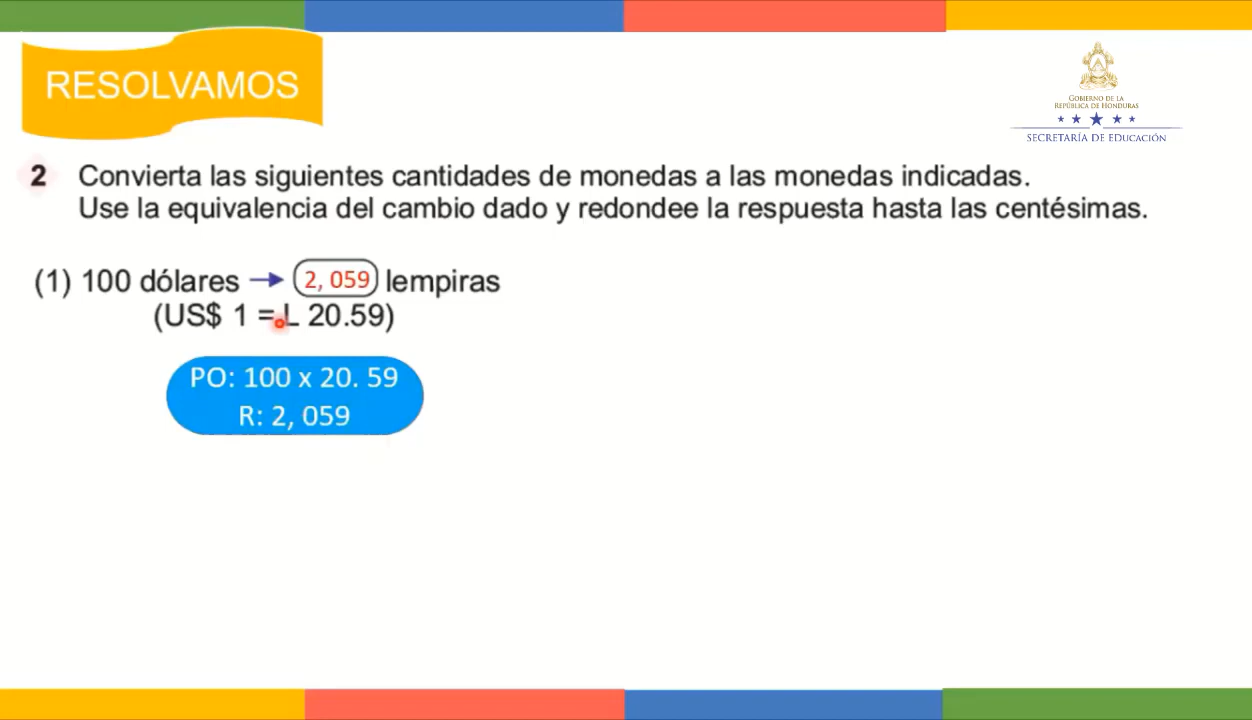 RESOLVAMOS
GOBIERNO DE LA
REPÚBLICA DE HONDURAS
SECRETARÍA DE EDUCACIÓN
2 Convierta las siguientes cantidades de monedas a las monedas indicadas.
Use la equivalencia del cambio dado y redondee la respuesta hasta las centésimas.
(1) 100 dólares → 2, 059 lempiras
(US$ 1 = L 20.59)
PO: 100 x 20. 59
R: 2, 059